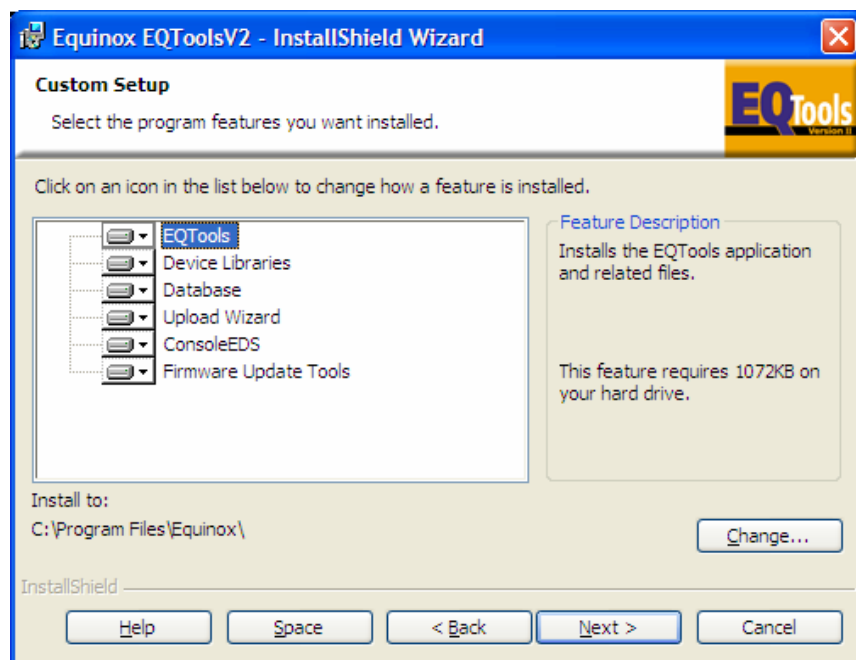 Equinox EQToolsV2 - InstallShield Wizard
Custom Setup
Select the program features you want installed.
EQTools
Version II
Click on an icon in the list below to change how a feature is installed.
EQTools
Device Libraries
Database
Upload Wizard
ConsoleEDS
Firmware Update Tools
Feature Description
Installs the EQTools application
and related files.
This feature requires 1072KB on
your hard drive.
Install to:
C:\Program Files\Equinox\
Change...
InstallShield
Help
Space
< Back
Next >
Cancel